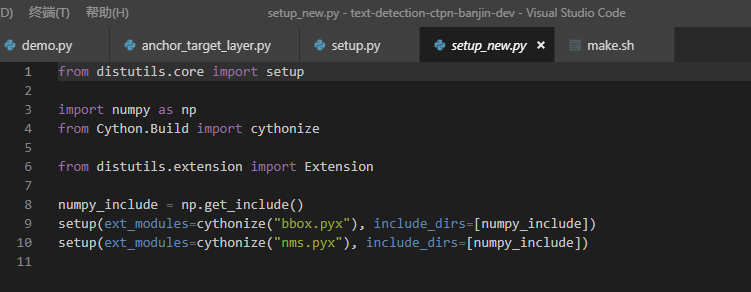 D) 终端(T) 帮助(H) setup_new.py - text-detection-ctpn-banjin-dev - Visual Studio Code
demo.py anchor_target_layer.py setup.py setup_new.py × make.sh
1 from distutils.core import setup
2
3 import numpy as np
4 from Cython.Build import cythonize
5
6 from distutils.extension import Extension
7
8 numpy_include = np.get_include()
9 setup(ext_modules=cythonize("bbox.pyx"), include_dirs=[numpy_include])
10 setup(ext_modules=cythonize("nms.pyx"), include_dirs=[numpy_include])
11